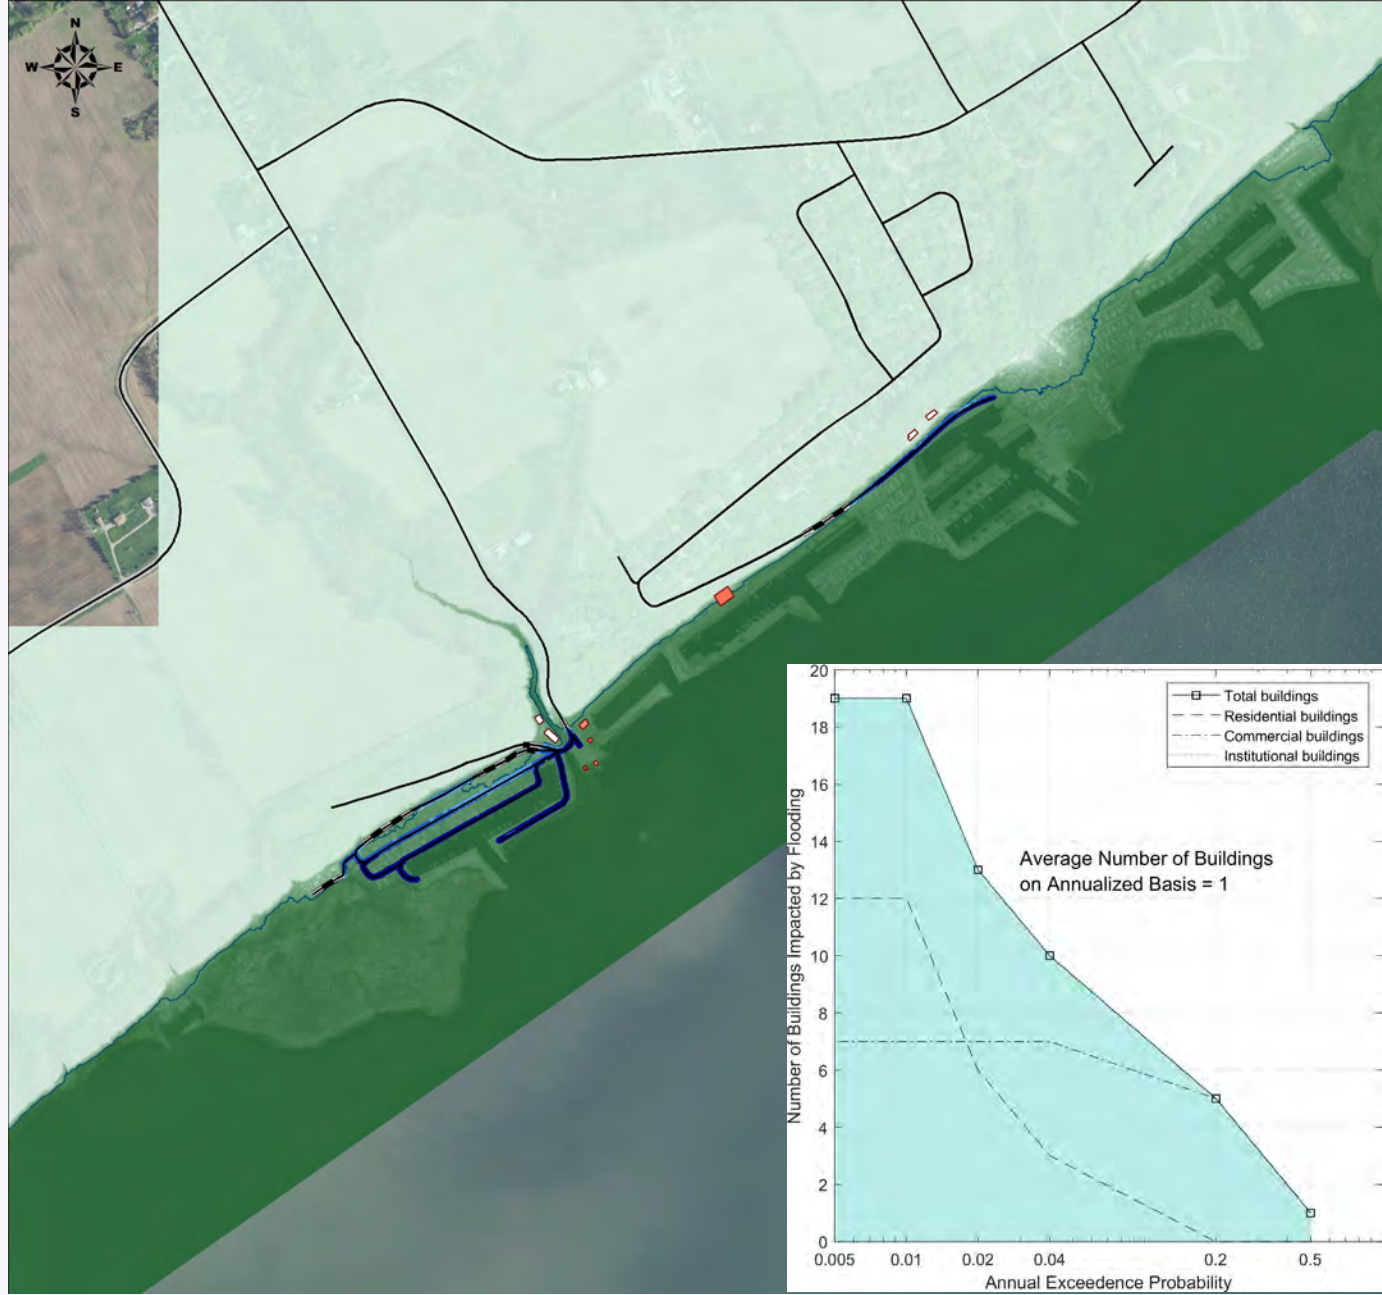 N
W E
S
20
18
16
14
12
10
8
6
4
2
0
Number of Buildings Impacted by Flooding
Total buildings
Residential buildings
Commercial buildings
Institutional buildings
Average Number of Buildings
on Annualized Basis = 1
0.005 0.01 0.02 0.04 0.2 0.5
Annual Exceedence Probability